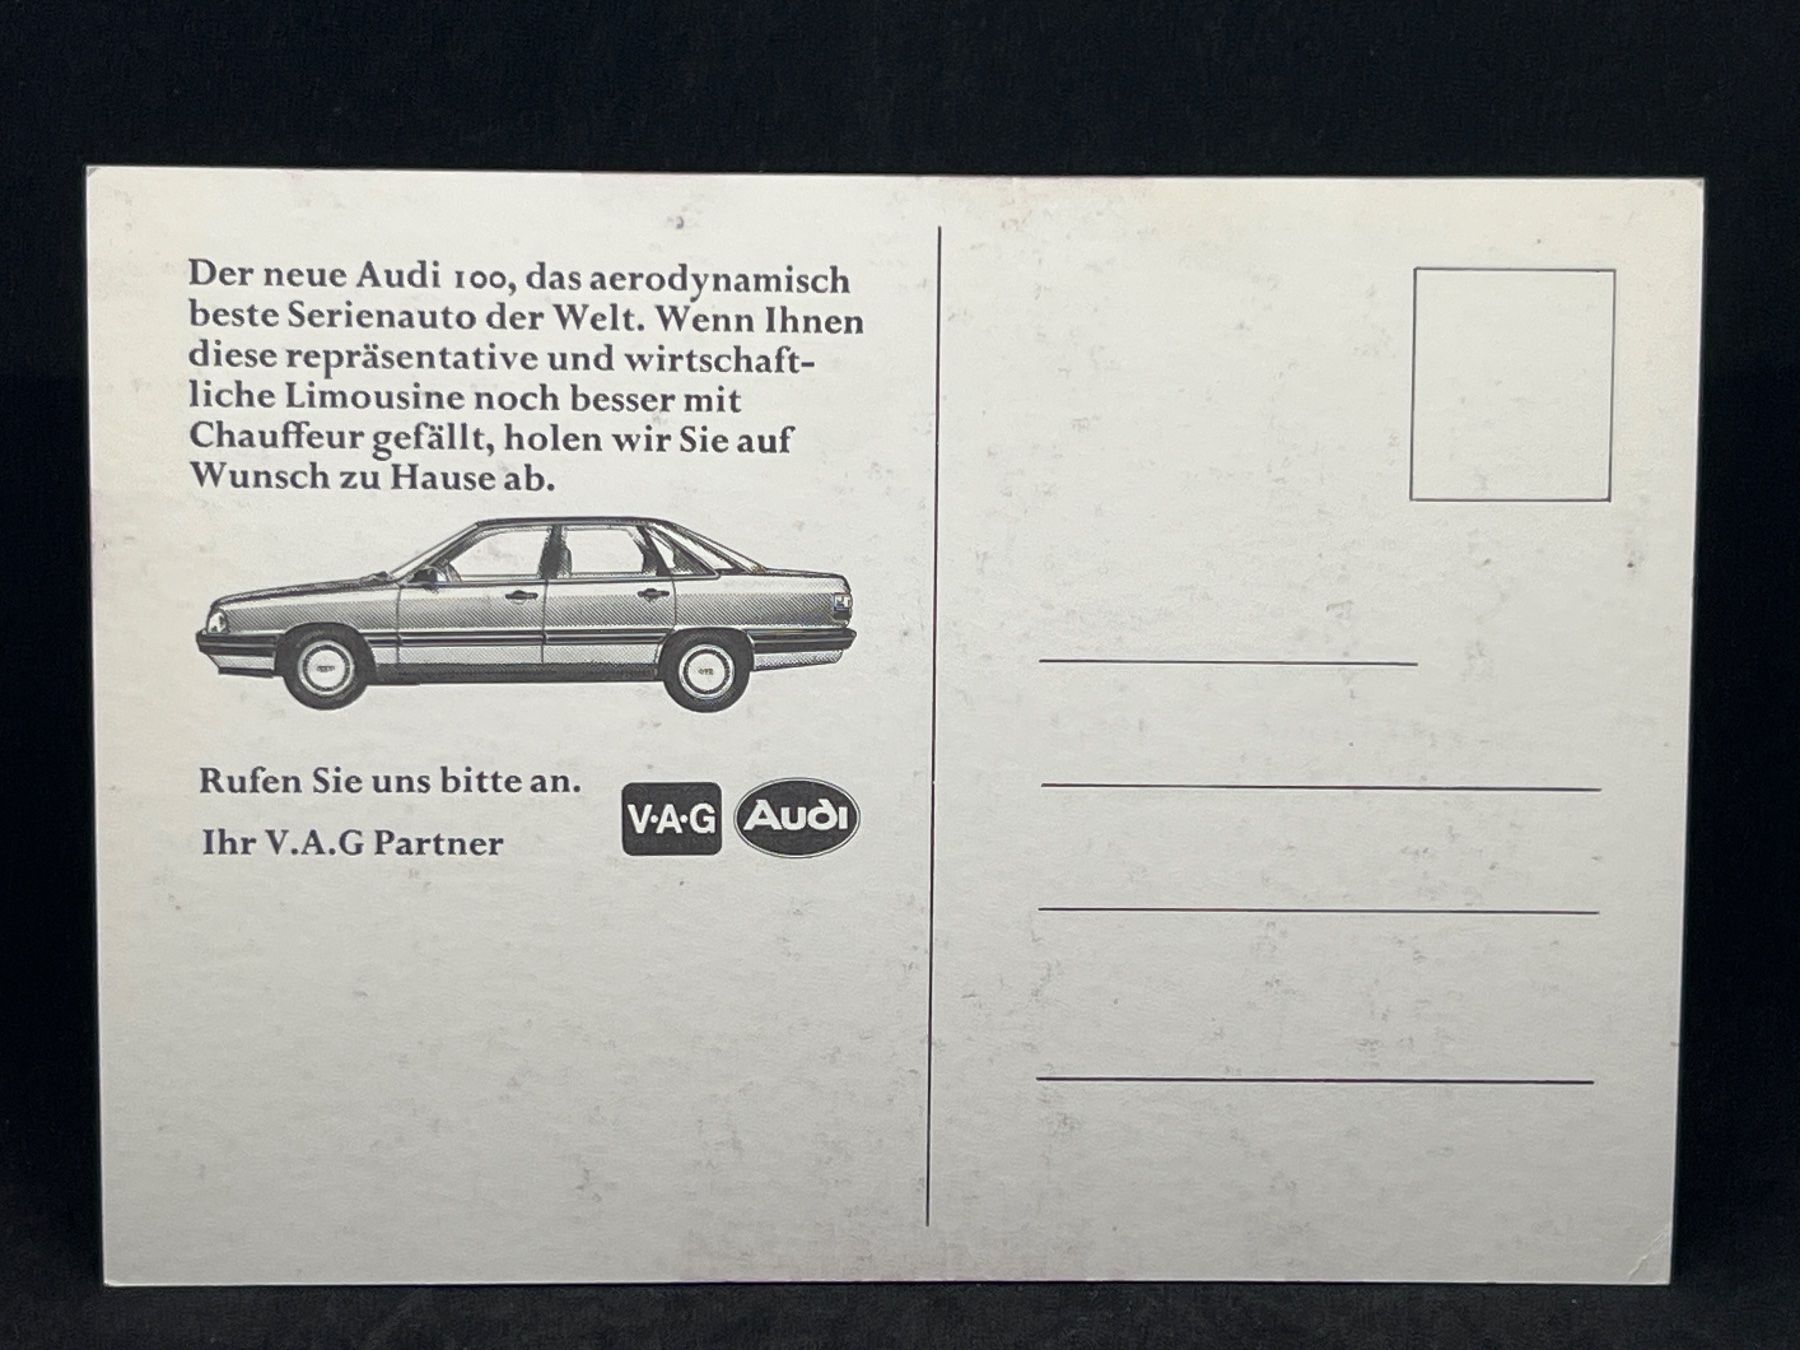 Der neue Audi 100, das aerodynamisch
beste Serienauto der Welt. Wenn Ihnen
diese repräsentative und wirtschaft-
liche Limousine noch besser mit
Chauffeur gefällt, holen wir Sie auf
Wunsch zu Hause ab.
Rufen Sie uns bitte an.
Ihr V.A.G Partner
V·A·G
Audi